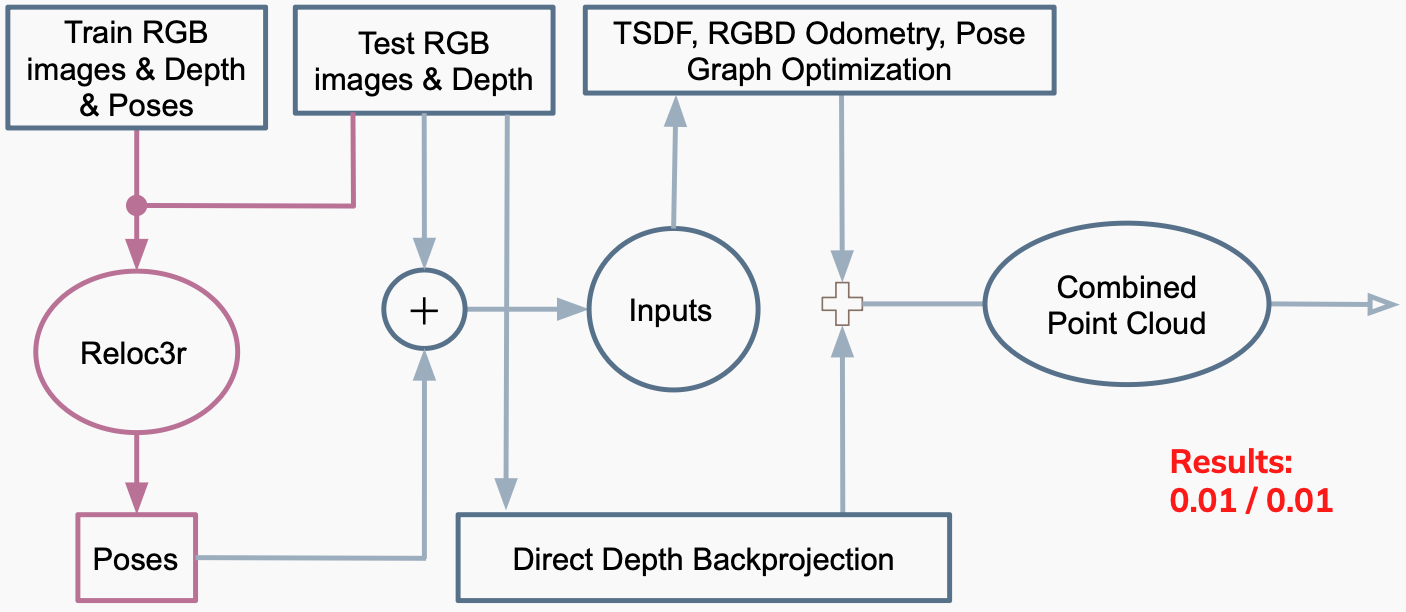 Train RGB
images & Depth
& Poses
Test RGB
images & Depth
TSDF, RGBD Odometry, Pose
Graph Optimization
Reloc3r
+
Inputs
Combined
Point Cloud
Results:
0.01 / 0.01
Poses
Direct Depth Backprojection